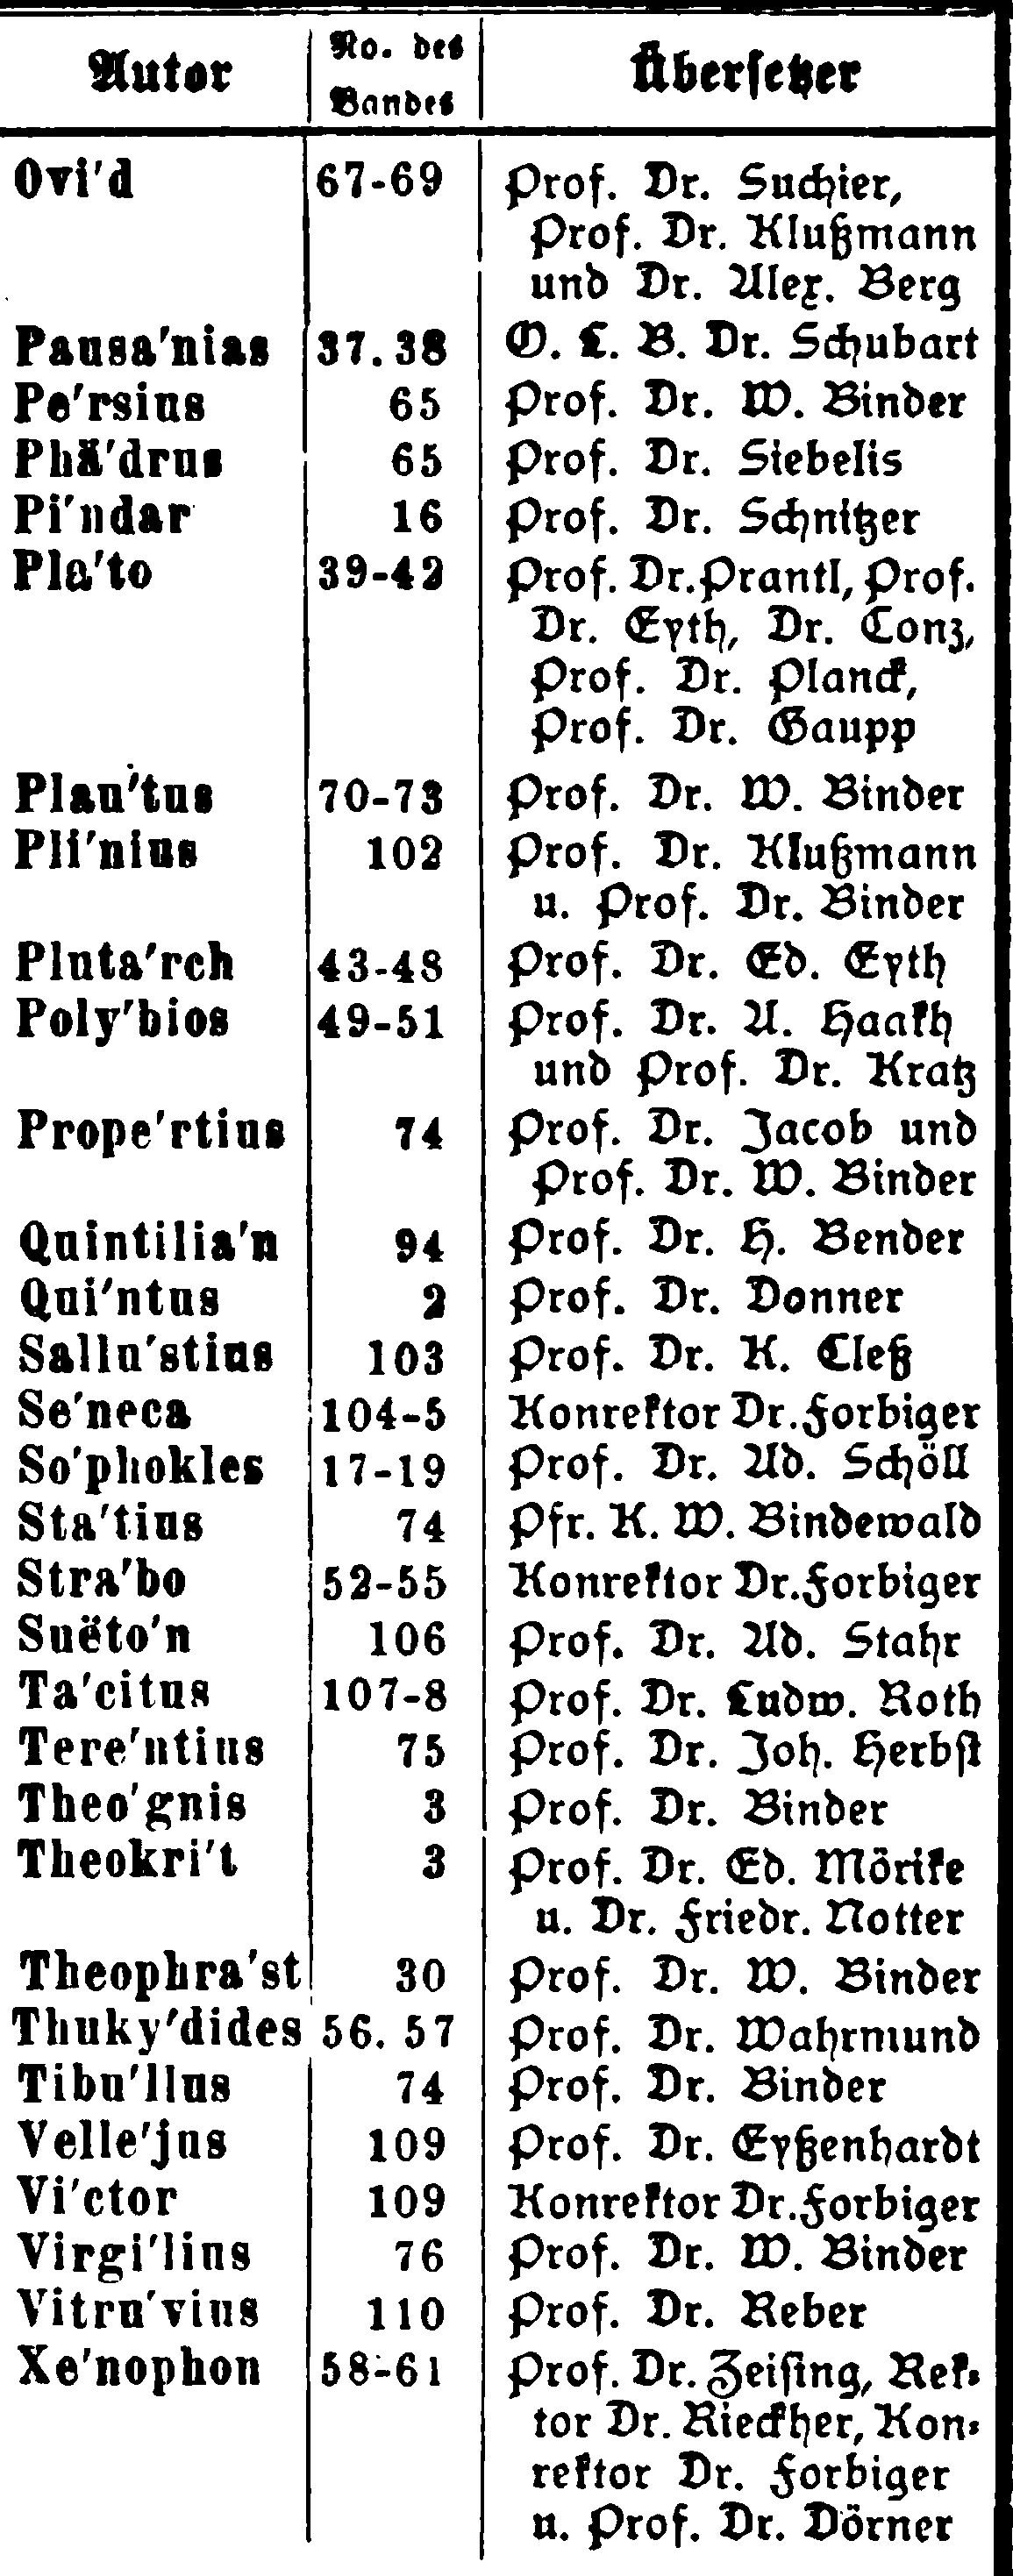 Autor No. des Übersetzer
Bandes
Ovi'd 67-69 Prof. Dr. Suchier,
Prof. Dr. Klußmann
und Dr. Alex. Berg
Pausa'nias 37. 38 O. L. B. Dr. Schubart
Pe'rsius 65 Prof. Dr. W. Binder
Phä'drus 65 Prof. Dr. Siebelis
Pi'ndar 16 Prof. Dr. Schnitzer
Pla'to 39-42 Prof. Dr. Prantl, Prof.
Dr. Eyth, Dr. Conz,
Prof. Dr. Planck,
Prof. Dr. Gaupp
Plau'tus 70-73 Prof. Dr. W. Binder
Pli'nius 102 Prof. Dr. Klußmann
u. Prof. Dr. Binder
Pluta'rch 43-48 Prof. Dr. Ed. Eyth
Poly'bios 49-51 Prof. Dr. A. Haakh
und Prof. Dr. Kratz
Prope'rtius 74 Prof. Dr. Jacob und
Prof. Dr. W. Binder
Quintilia'n 94 Prof. Dr. H. Bender
Qui'ntus 2 Prof. Dr. Donner
Sallu'stius 103 Prof. Dr. K. Cleß
Se'neca 104-5 Konrektor Dr. Forbiger
So'phokles 17-19 Prof. Dr. Ad. Schöll
Sta'tius 74 Pfr. K. W. Bindewald
Stra'bo 52-55 Konrektor Dr. Forbiger
Suëto'n 106 Prof. Dr. Ad. Stahr
Ta'citus 107-8 Prof. Dr. Ludw. Roth
Tere'ntius 75 Prof. Dr. Joh. Herbst
Theo'gnis 3 Prof. Dr. Binder
Theokri't 3 Prof. Dr. Ed. Mörike
u. Dr. Friedr. Notter
Theophra'st 30 Prof. Dr. W. Binder
Thuky'dides 56. 57 Prof. Dr. Wahrmund
Tibu'llus 74 Prof. Dr. Binder
Velle'jus 109 Prof. Dr. Eyßenhardt
Vi'ctor 109 Konrektor Dr. Forbiger
Virgi'lius 76 Prof. Dr. W. Binder
Vitru'vius 110 Prof. Dr. Reber
Xe'nophon 58-61 Prof. Dr. Zeising, Rek-
tor Dr. Rieckher, Kon-
rektor Dr. Forbiger
u. Prof. Dr. Dörner